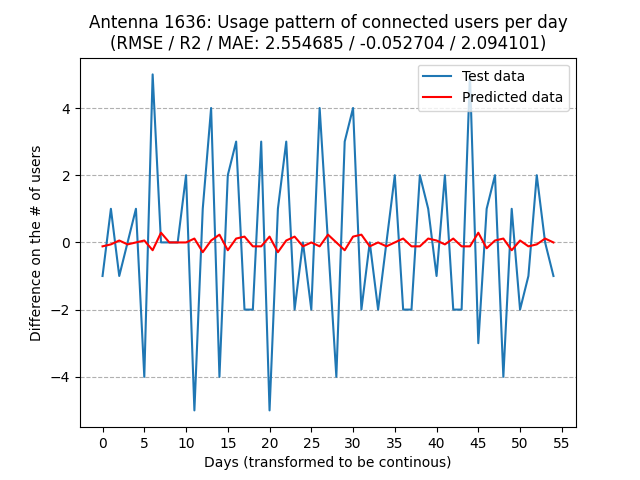 Antenna 1636: Usage pattern of connected users per day
(RMSE / R2 / MAE: 2.554685 / -0.052704 / 2.094101)
Test data
Predicted data
4
2
0
−2
−4
Difference on the # of users
0 5 10 15 20 25 30 35 40 45 50 55
Days (transformed to be continous)